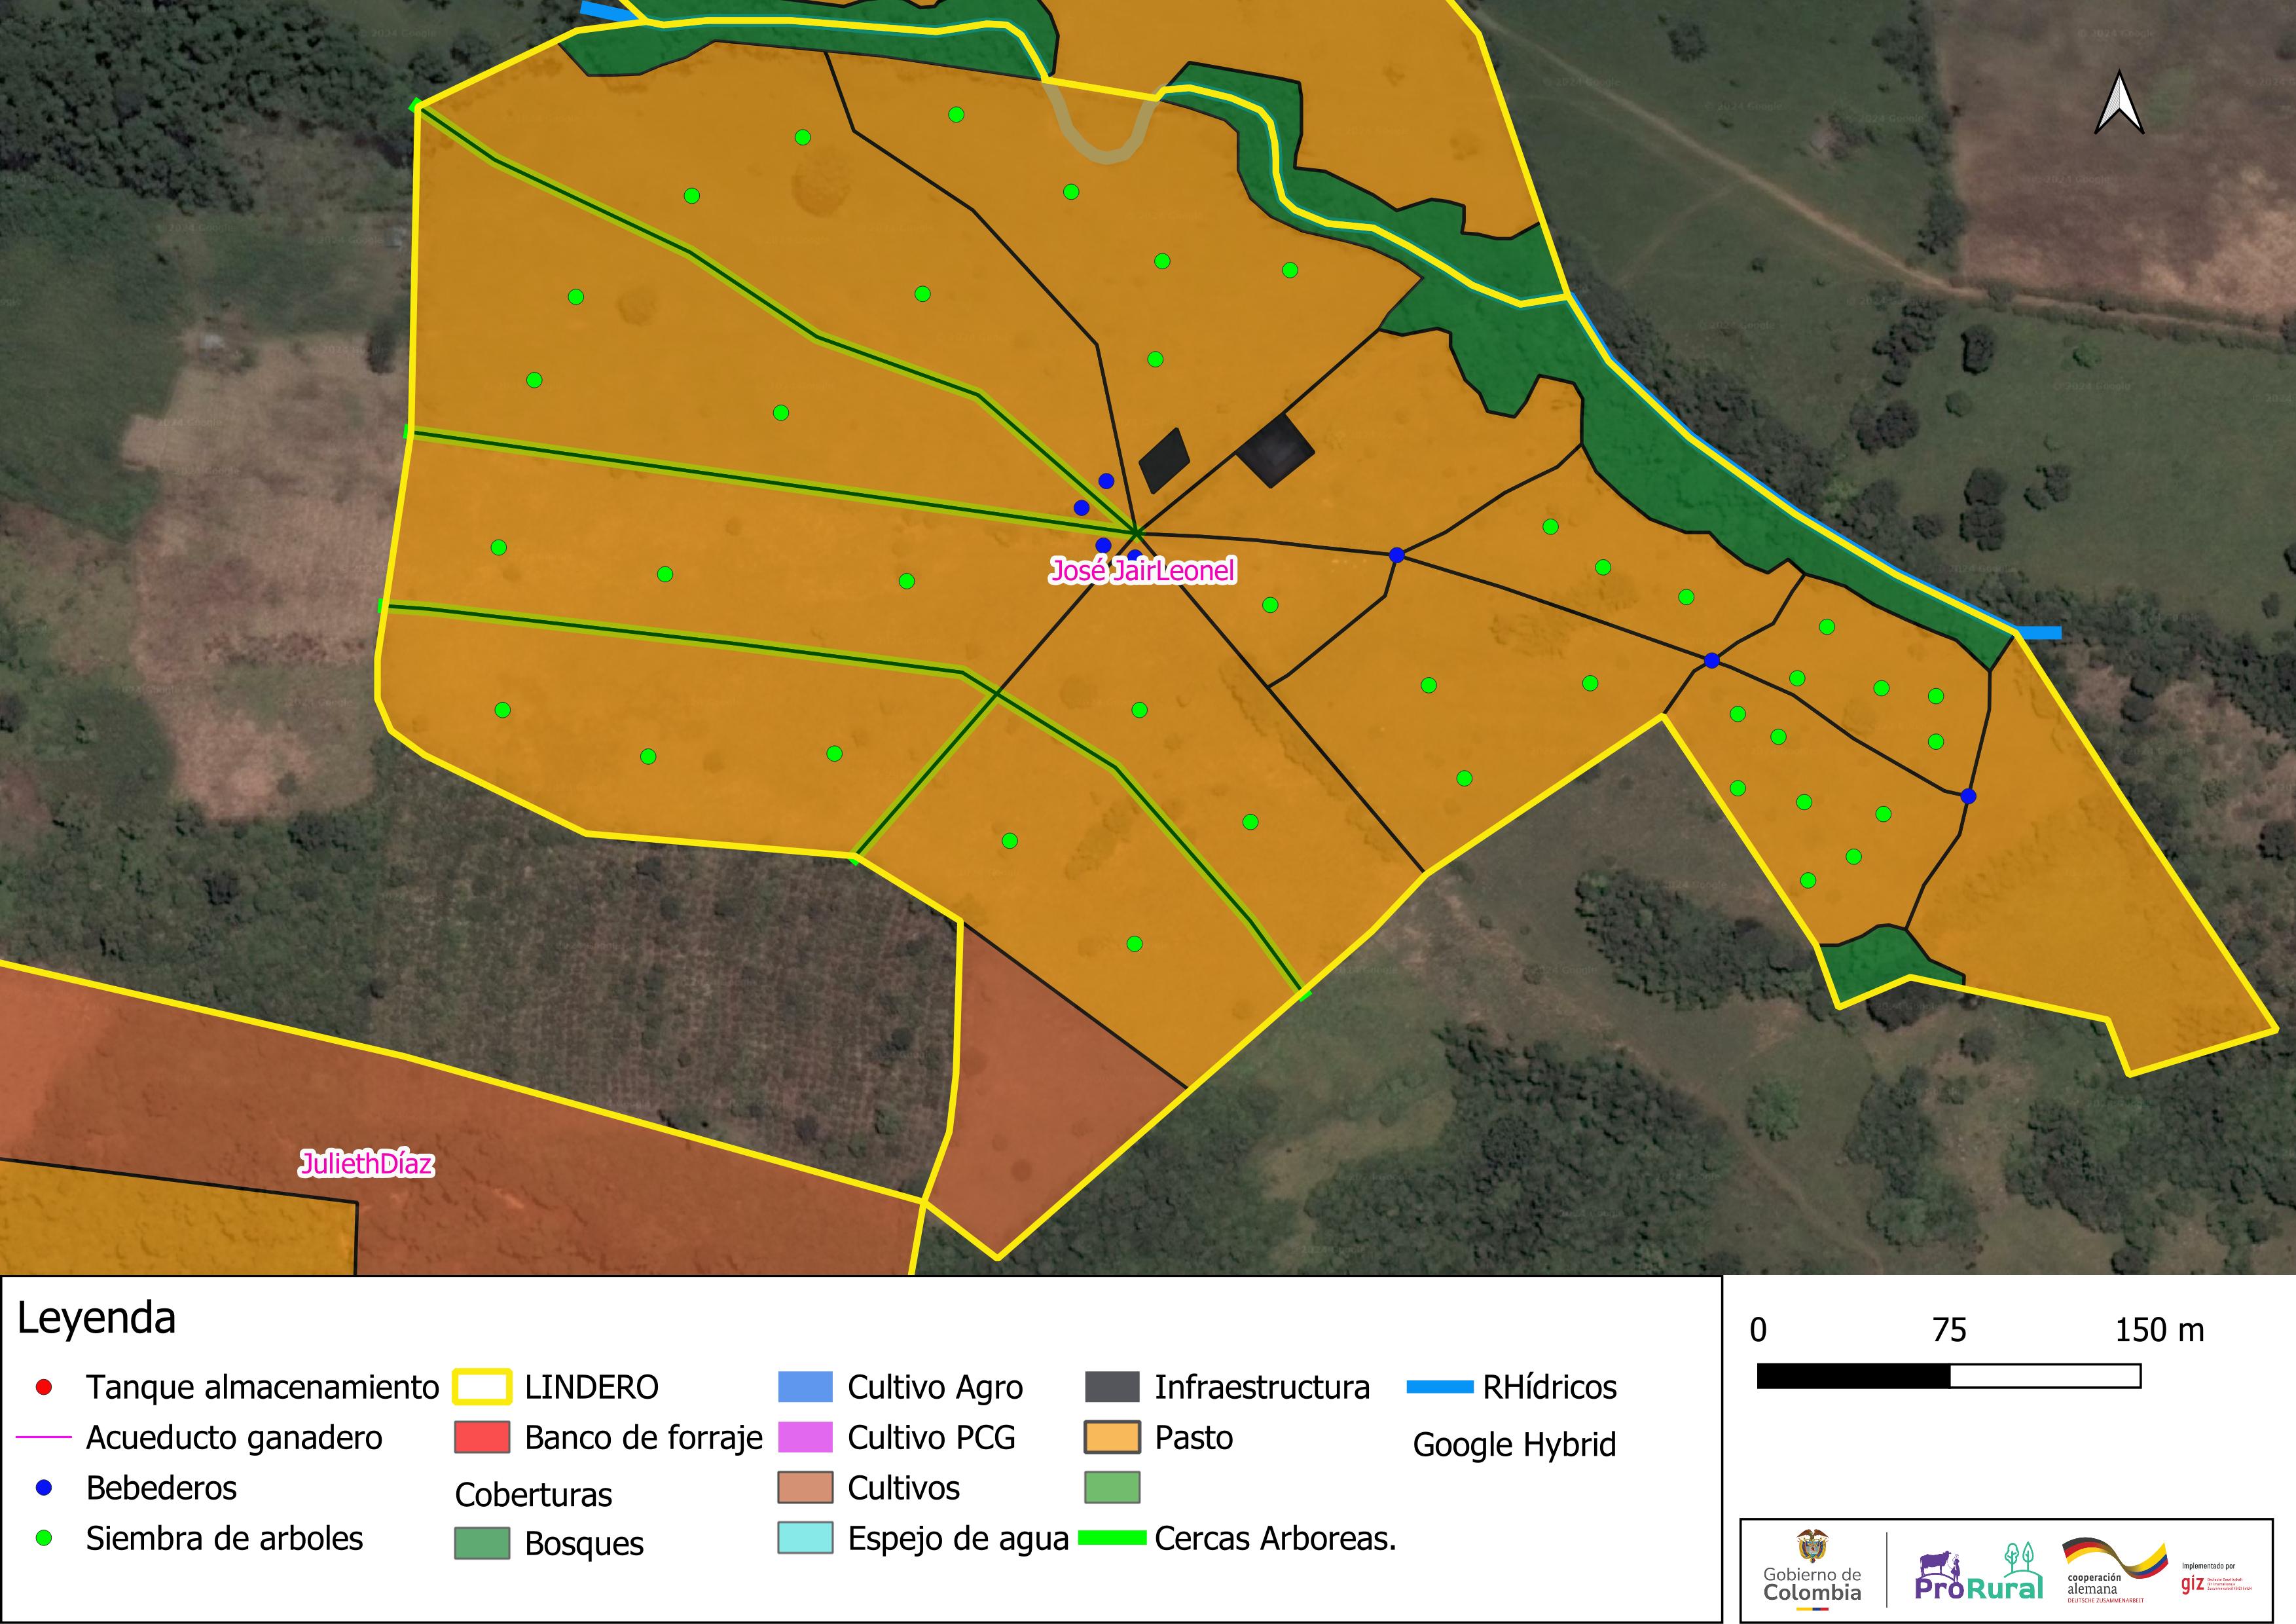 José JairLeonel
JuliethDíaz
Leyenda
Tanque almacenamiento
Acueducto ganadero
Bebederos
Siembra de arboles
LINDERO
Banco de forraje
Coberturas
Bosques
Cultivo Agro
Cultivo PCG
Cultivos
Espejo de agua
Infraestructura
Pasto
Cercas Arboreas.
RHídricos
Google Hybrid
0 75 150 m
Gobierno de
Colombia
ProRural
cooperación
alemana
DEUTSCHE ZUSAMMENARBEIT
Implementado por
giz